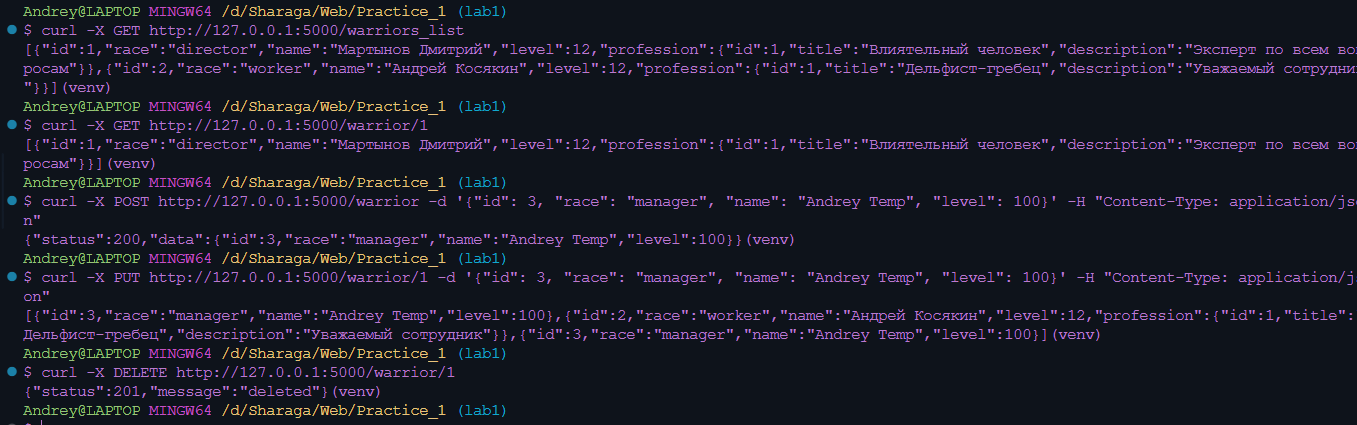 Andrey@LAPTOP MINGW64 /d/Sharaga/Web/Practice_1 (lab1)
$ curl -X GET http://127.0.0.1:5000/warriors_list
[{"id":1,"race":"director","name":"Мартынов Дмитрий","level":12,"profession":{"id":1,"title":"Влиятельный человек","description":"Эксперт по всем во
росам"}},{"id":2,"race":"worker","name":"Андрей Косякин","level":12,"profession":{"id":1,"title":"Дельфист-гребец","description":"Уважаемый сотрудник
"}}](venv)
Andrey@LAPTOP MINGW64 /d/Sharaga/Web/Practice_1 (lab1)
$ curl -X GET http://127.0.0.1:5000/warrior/1
[{"id":1,"race":"director","name":"Мартынов Дмитрий","level":12,"profession":{"id":1,"title":"Влиятельный человек","description":"Эксперт по всем во
росам"}}](venv)
Andrey@LAPTOP MINGW64 /d/Sharaga/Web/Practice_1 (lab1)
$ curl -X POST http://127.0.0.1:5000/warrior -d '{"id": 3, "race": "manager", "name": "Andrey Temp", "level": 100}' -H "Content-Type: application/js
n"
{"status":200,"data":{"id":3,"race":"manager","name":"Andrey Temp","level":100}}(venv)
Andrey@LAPTOP MINGW64 /d/Sharaga/Web/Practice_1 (lab1)
$ curl -X PUT http://127.0.0.1:5000/warrior/1 -d '{"id": 3, "race": "manager", "name": "Andrey Temp", "level": 100}' -H "Content-Type: application/j
on"
[{"id":3,"race":"manager","name":"Andrey Temp","level":100},{"id":2,"race":"worker","name":"Андрей Косякин","level":12,"profession":{"id":1,"title":
Дельфист-гребец","description":"Уважаемый сотрудник"}},{"id":3,"race":"manager","name":"Andrey Temp","level":100}](venv)
Andrey@LAPTOP MINGW64 /d/Sharaga/Web/Practice_1 (lab1)
$ curl -X DELETE http://127.0.0.1:5000/warrior/1
{"status":201,"message":"deleted"}(venv)
Andrey@LAPTOP MINGW64 /d/Sharaga/Web/Practice_1 (lab1)